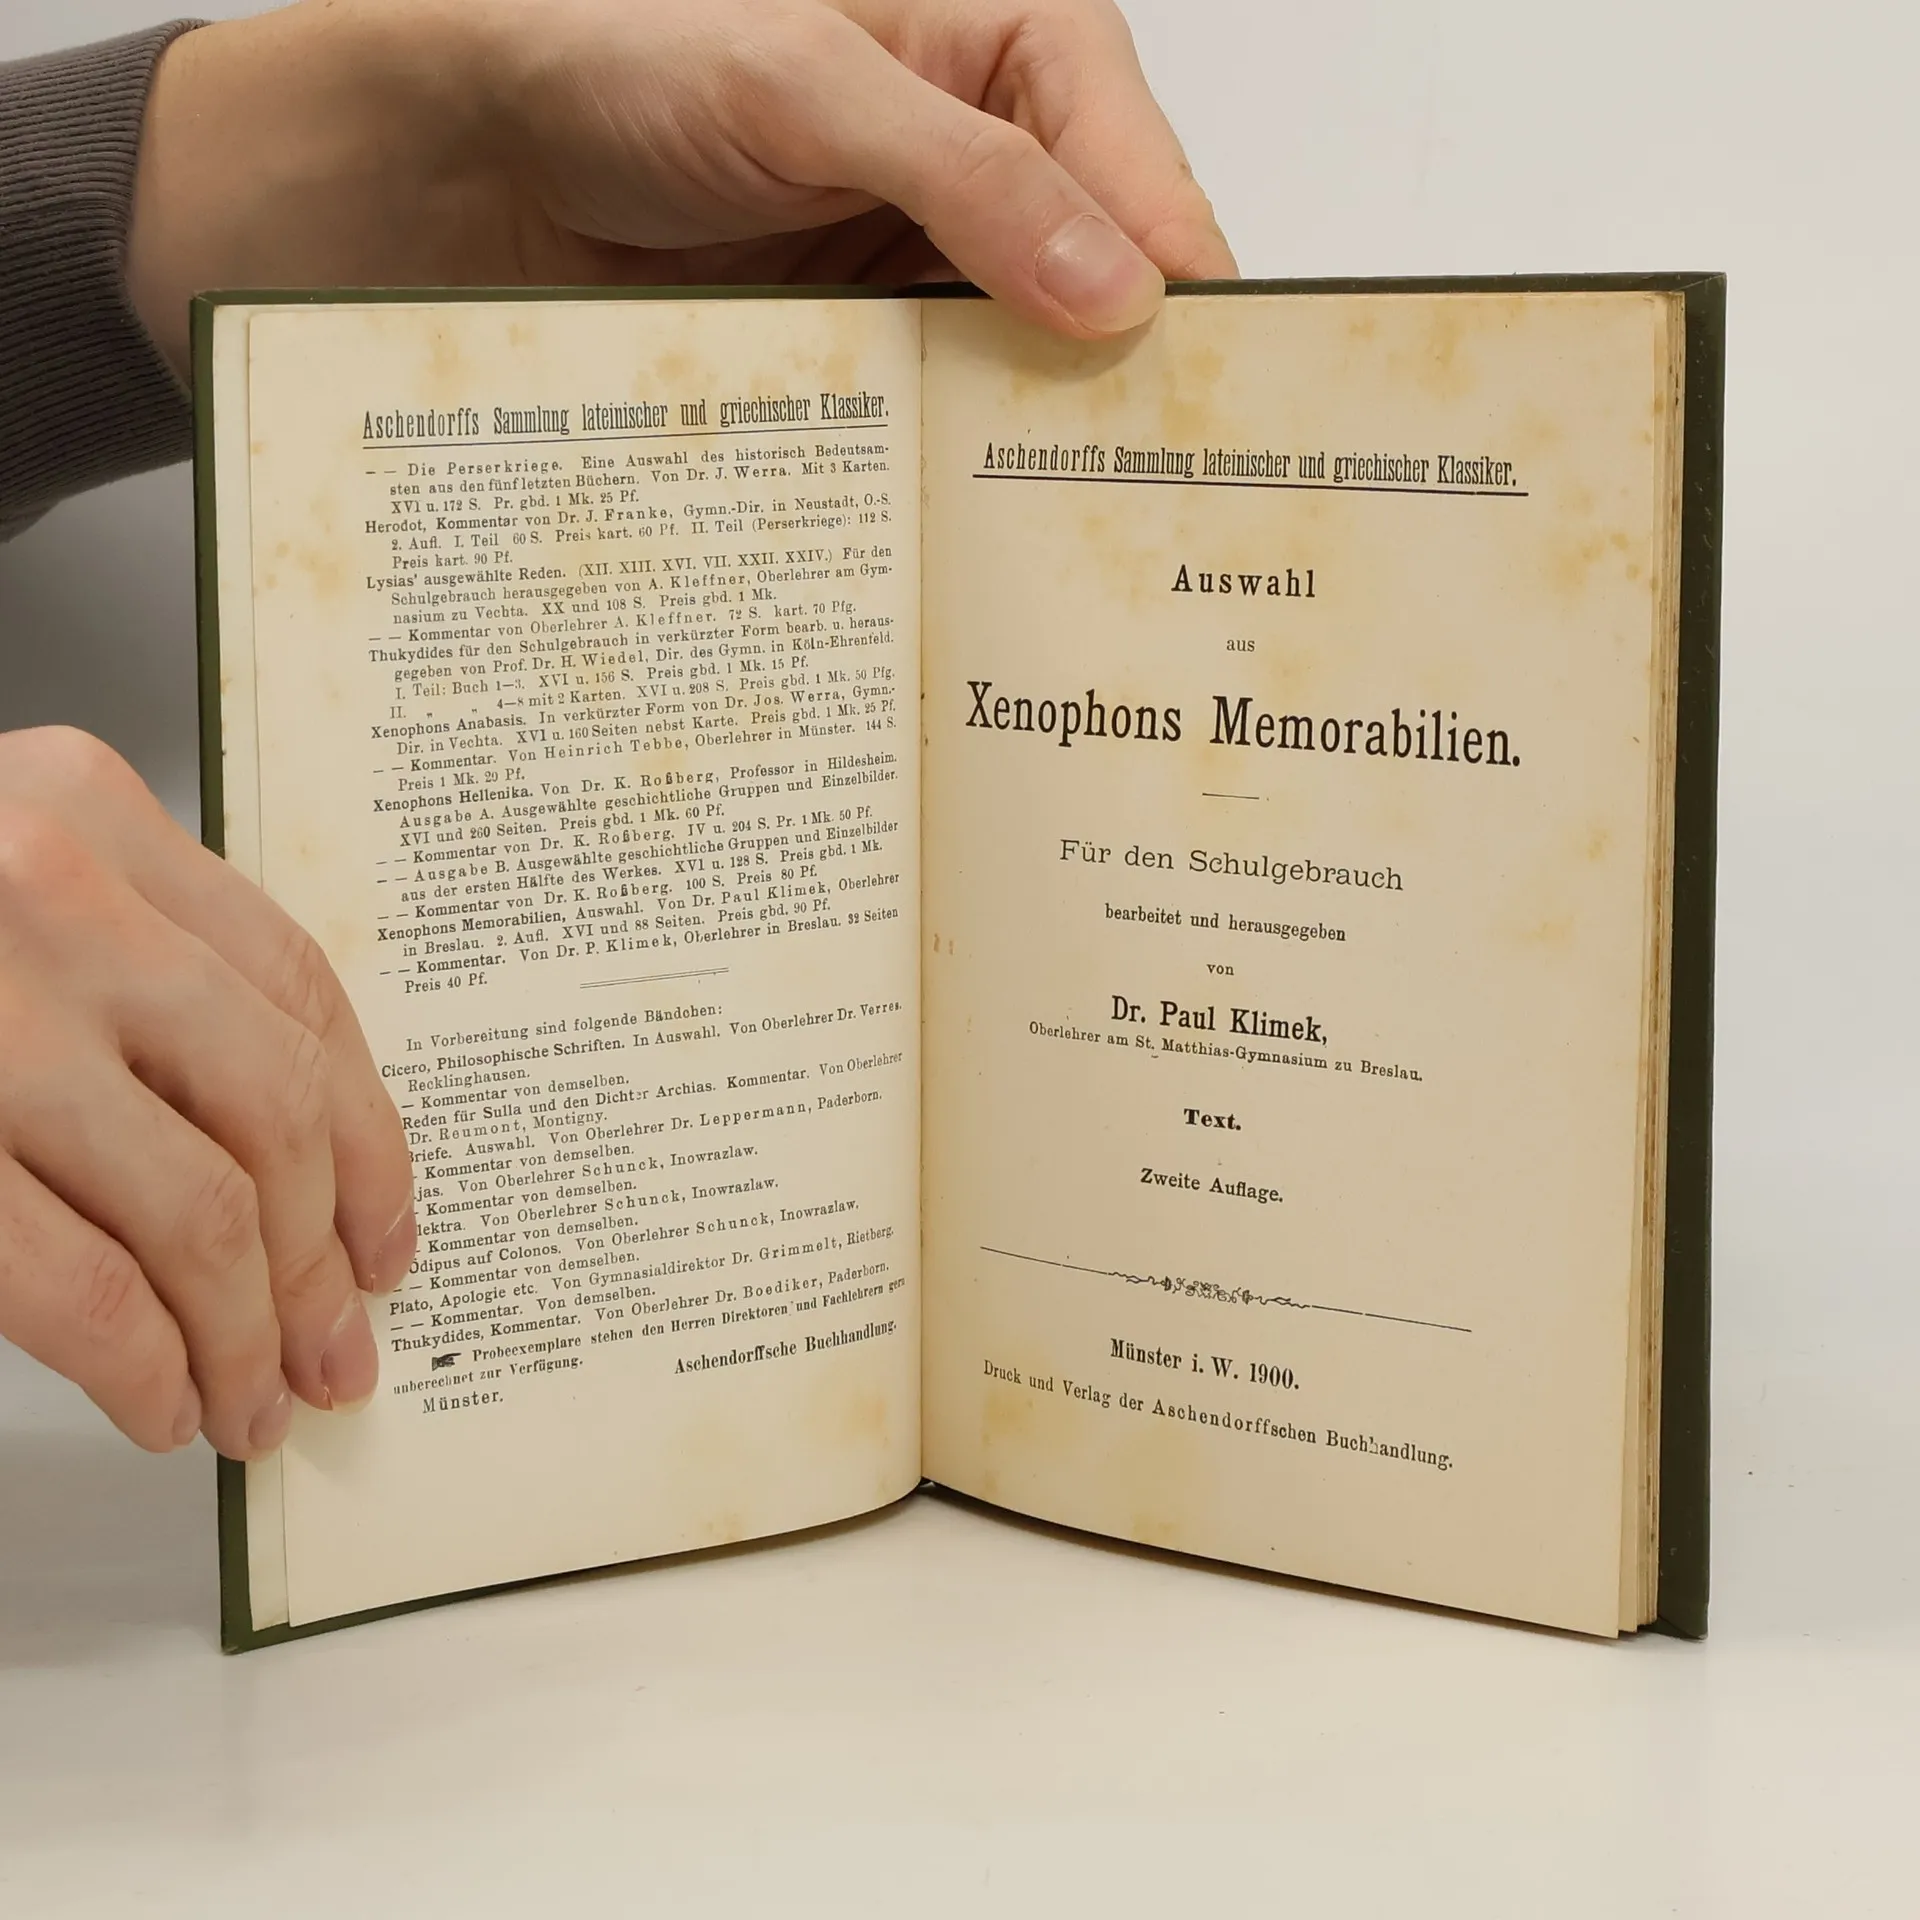 Aschendorffs Sammlung lateinischer und griechischer Klassiker.
— — Die Perserkriege. Eine Auswahl des historisch Bedeutsam-
sten aus den fünf letzten Büchern. Von Dr. J. Werra. Mit 3 Karten.
XVI u. 172 S. Pr. gbd. 1 Mk. 25 Pf.
Herodot, Kommentar von Dr. J. Franke, Gymn.-Dir. in Neustadt, O.-S.
2. Aufl. I. Teil 60 S. Preis kart. 60 Pf. II. Teil (Perserkriege): 112 S.
Preis kart. 90 Pf.
Lysias' ausgewählte Reden. (XII. XIII. XVI. VII. XXII. XXIV.) Für den
Schulgebrauch herausgegeben von A. Kleffner, Oberlehrer am Gym-
nasium zu Vechta. XX und 108 S. Preis gbd. 1 Mk.
— — Kommentar von Oberlehrer A. Kleffner. 72 S. kart. 70 Pfg.
Thukydides für den Schulgebrauch in verkürzter Form bearb. u. heraus-
gegeben von Prof. Dr. H. Wiedel, Dir. des Gymn. in Köln-Ehrenfeld.
I. Teil: Buch 1—3. XVI u. 156 S. Preis gbd. 1 Mk. 15 Pf.
II. „ „ 4—8 mit 2 Karten. XVI u. 208 S. Preis gbd. 1 Mk. 50 Pfg.
Xenophons Anabasis. In verkürzter Form von Dr. Jos. Werra, Gymn.-
Dir. in Vechta. XVI u. 160 Seiten nebst Karte. Preis gbd. 1 Mk. 25 Pf.
— — Kommentar. Von Heinrich Tebbe, Oberlehrer in Münster. 144 S.
Preis 1 Mk. 20 Pf.
Xenophons Hellenika. Von Dr. K. Roßberg, Professor in Hildesheim.
Ausgabe A. Ausgewählte geschichtliche Gruppen und Einzelbilder.
XVI und 260 Seiten. Preis gbd. 1 Mk. 60 Pf.
— — Kommentar von Dr. K. Roßberg. IV u. 204 S. Pr. 1 Mk. 50 Pf.
— — Ausgabe B. Ausgewählte geschichtliche Gruppen und Einzelbilder
aus der ersten Hälfte des Werkes. XVI u. 128 S. Preis gbd. 1 Mk.
— — Kommentar von Dr. K. Roßberg. 100 S. Preis 80 Pf.
Xenophons Memorabilien, Auswahl. Von Dr. Paul Klimek, Oberlehrer
in Breslau. 2. Aufl. XVI und 88 Seiten. Preis gbd. 90 Pf.
— — Kommentar. Von Dr. P. Klimek, Oberlehrer in Breslau. 32 Seiten
Preis 40 Pf.
In Vorbereitung sind folgende Bändchen:
Cicero, Philosophische Schriften. In Auswahl. Von Oberlehrer Dr. Verres.
Recklinghausen.
— Kommentar von demselben.
Reden für Sulla und den Dichter Archias. Kommentar. Von Oberlehrer
Dr. Reumont, Montigny.
Briefe. Auswahl. Von Oberlehrer Dr. Leppermann, Paderborn.
- Kommentar von demselben.
jas. Von Oberlehrer Schunck, Inowrazlaw.
- Kommentar von demselben.
lektra. Von Oberlehrer Schunck, Inowrazlaw.
- Kommentar von demselben.
Ödipus auf Colonos. Von Oberlehrer Schunck, Inowrazlaw.
— — Kommentar von demselben.
Plato, Apologie etc. Von Gymnasialdirektor Dr. Grimmelt, Rietberg.
— — Kommentar. Von demselben.
Thukydides, Kommentar. Von Oberlehrer Dr. Boediker, Paderborn.
☛ Probeexemplare stehen den Herren Direktoren und Fachlehrern gern
unberechnet zur Verfügung.
Münster. Aschendorffsche Buchhandlung.
Aschendorffs Sammlung lateinischer und griechischer Klassiker.
Auswahl
aus
Xenophons Memorabilien.
Für den Schulgebrauch
bearbeitet und herausgegeben
von
Dr. Paul Klimek,
Oberlehrer am St. Matthias-Gymnasium zu Breslau.
Text.
Zweite Auflage.
Münster i. W. 1900.
Druck und Verlag der Aschendorffschen Buchhandlung.